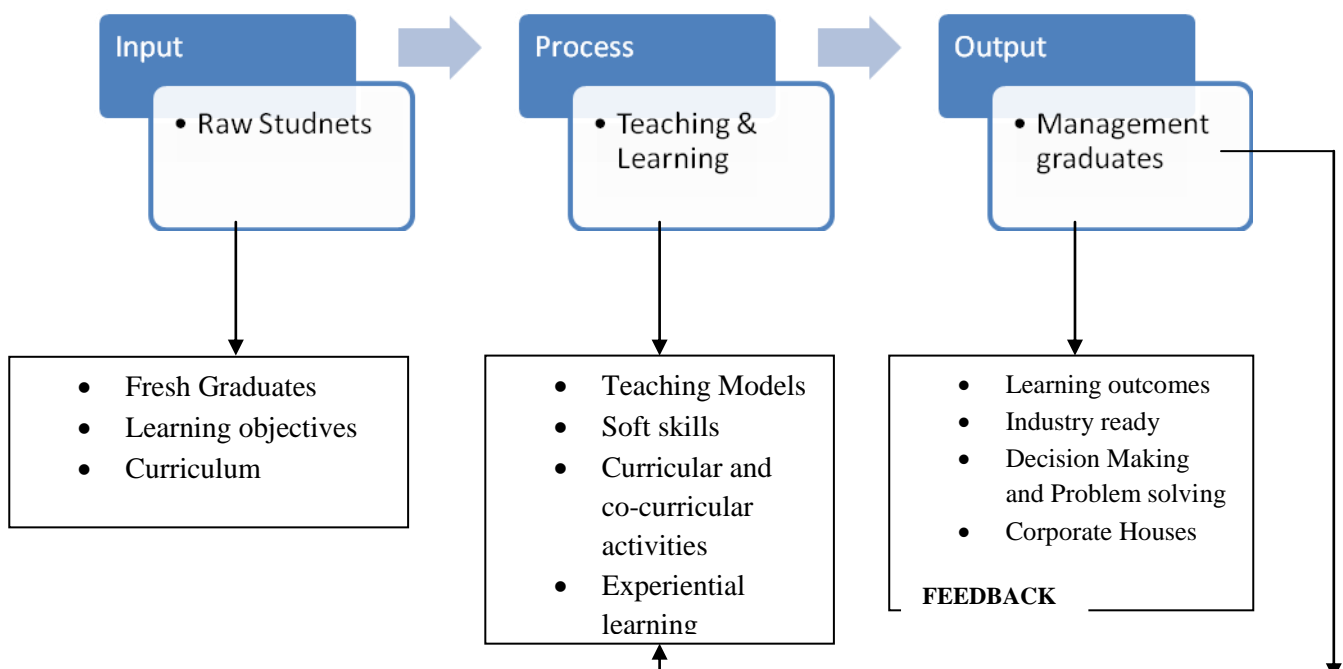 Input
• Raw Studnets
Process
• Teaching &
Learning
Output
• Management
graduates
• Fresh Graduates
• Learning objectives
• Curriculum
• Teaching Models
• Soft skills
• Curricular and
co-curricular
activities
• Experiential
learning
• Learning outcomes
• Industry ready
• Decision Making
and Problem solving
• Corporate Houses
FEEDBACK